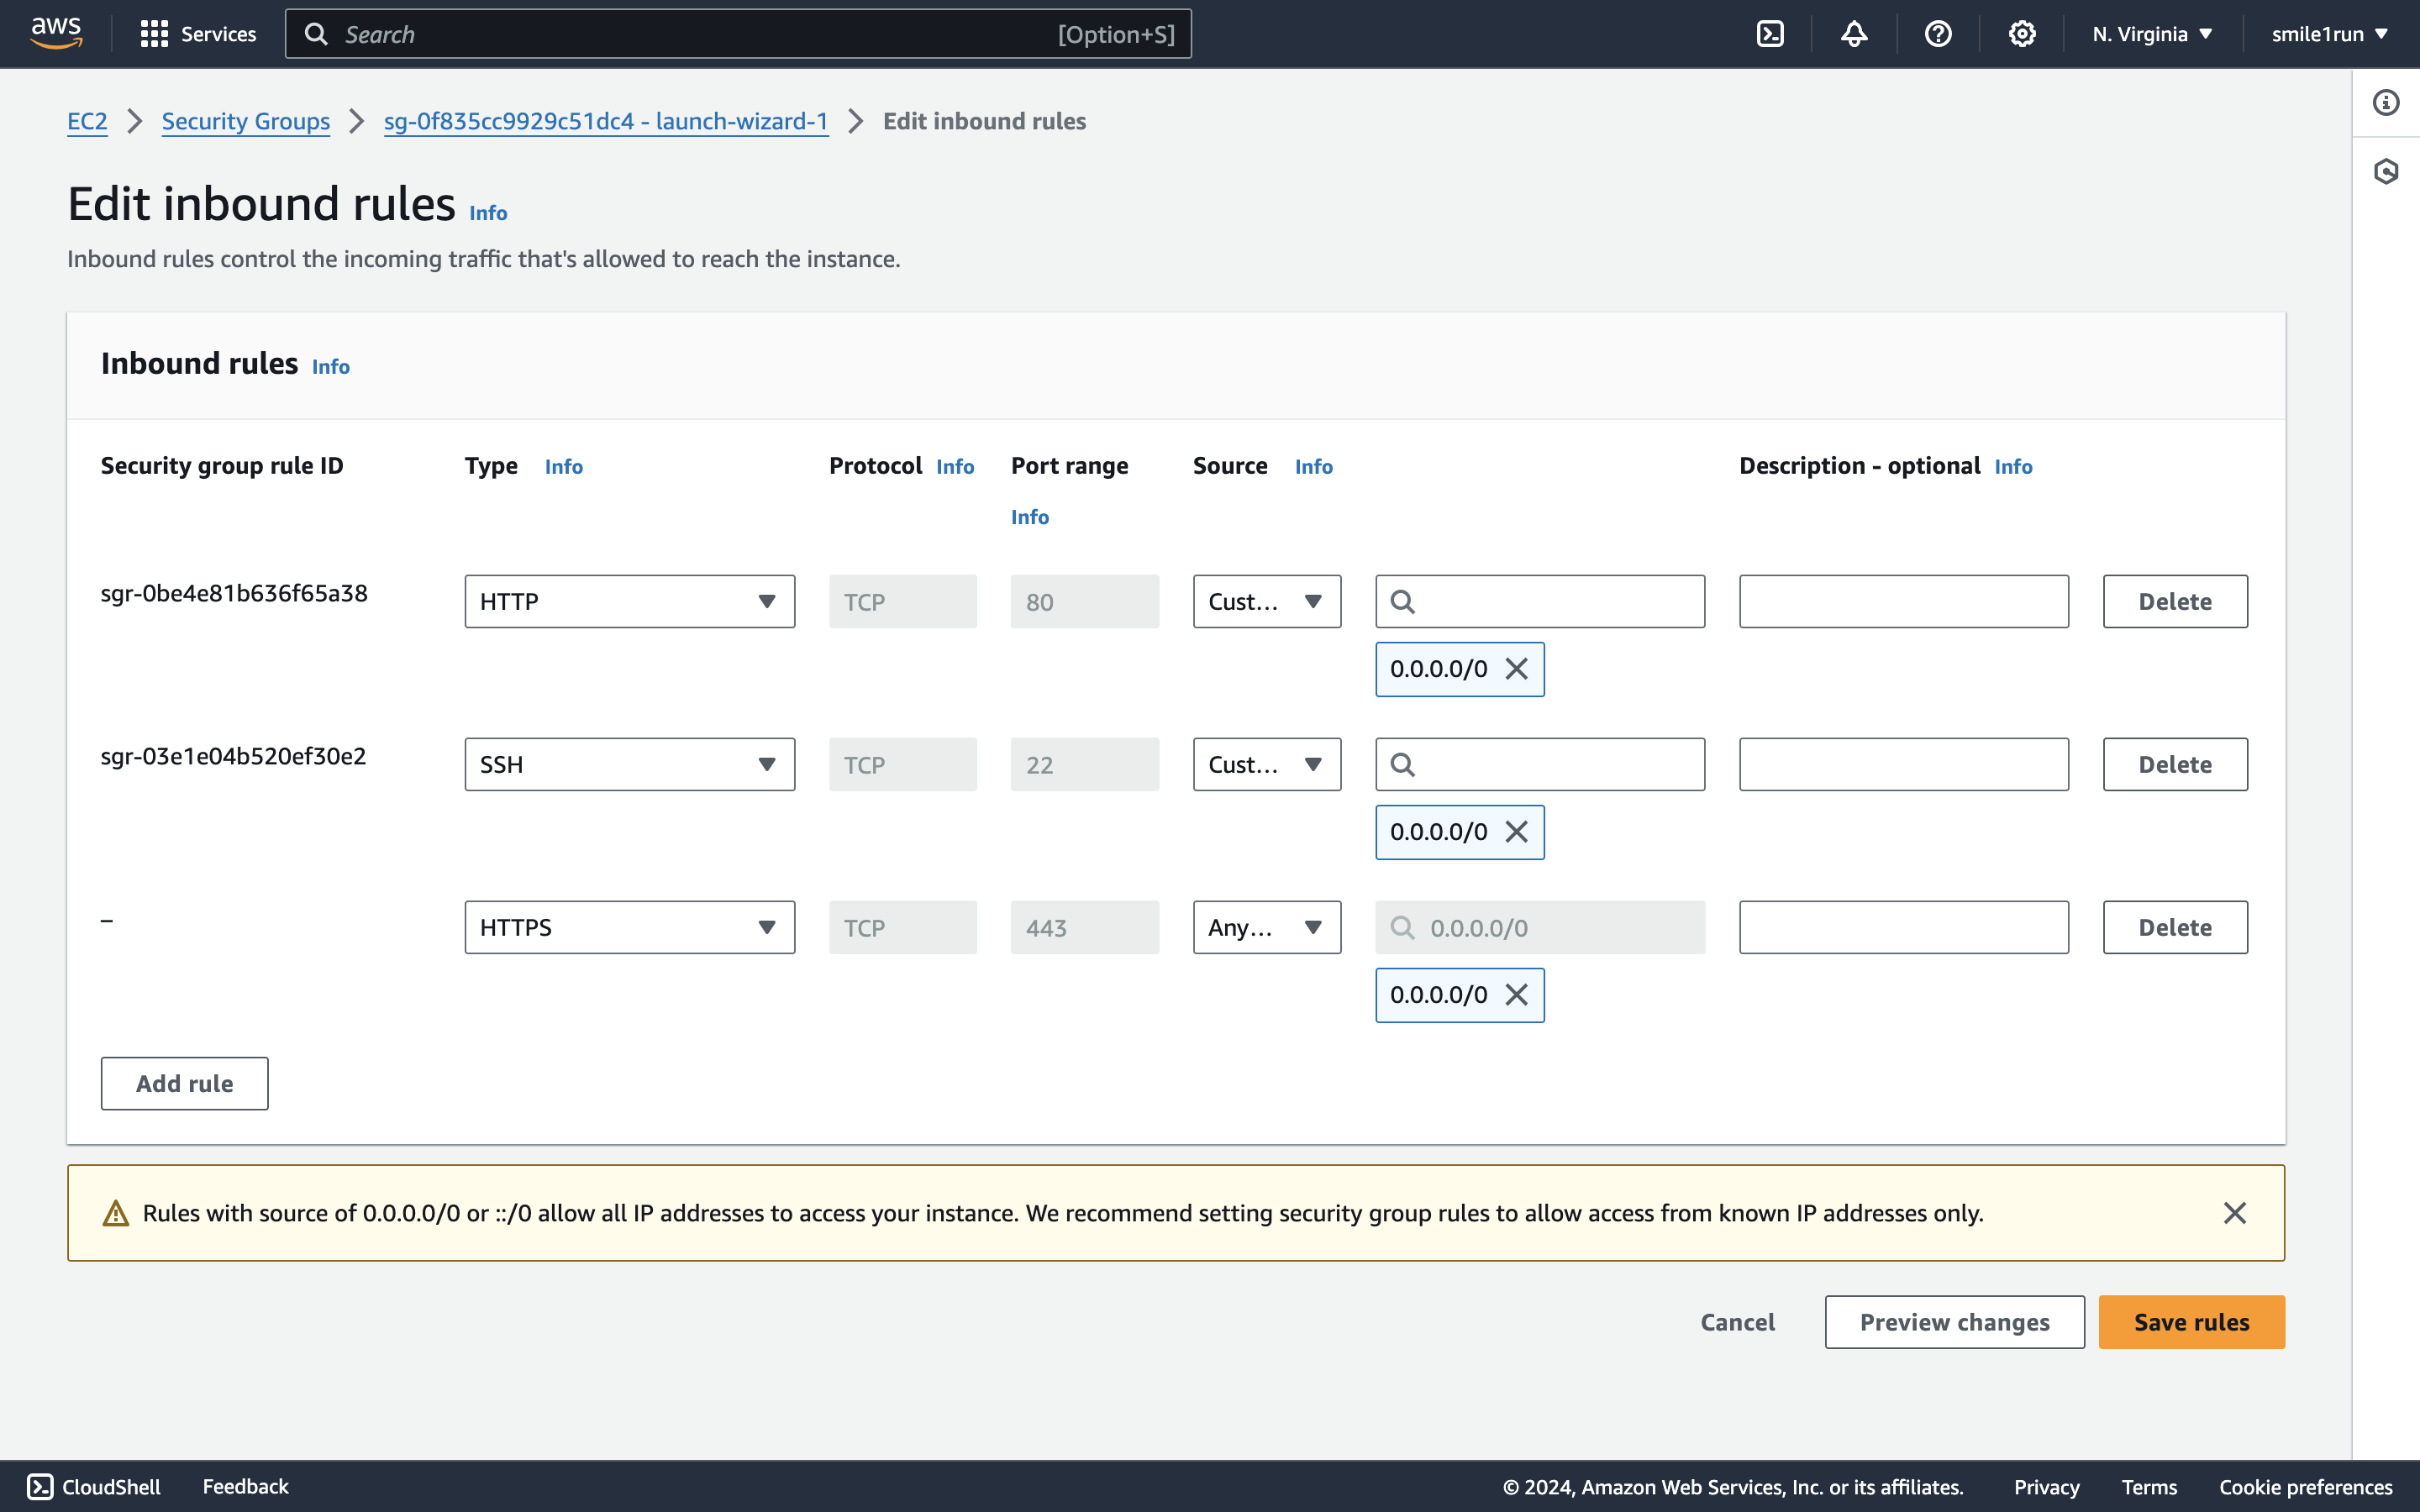 aws
Services
Search
[Option+S]
N. Virginia
smile1run
EC2
Security Groups
sg-0f835cc9929c51dc4 - launch-wizard-1
Edit inbound rules
Edit inbound rules Info
Inbound rules control the incoming traffic that's allowed to reach the instance.
Inbound rules Info
Security group rule ID
Type Info
Protocol Info
Port range
Info
Source Info
Description - optional Info
sgr-0be4e81b636f65a38
HTTP
TCP
80
Cust...
Delete
0.0.0.0/0
sgr-03e1e04b520ef30e2
SSH
TCP
22
Cust...
Delete
0.0.0.0/0
–
HTTPS
TCP
443
Any...
0.0.0.0/0
Delete
0.0.0.0/0
Add rule
Rules with source of 0.0.0.0/0 or ::/0 allow all IP addresses to access your instance. We recommend setting security group rules to allow access from known IP addresses only.
Cancel
Preview changes
Save rules
CloudShell
Feedback
© 2024, Amazon Web Services, Inc. or its affiliates.
Privacy
Terms
Cookie preferences